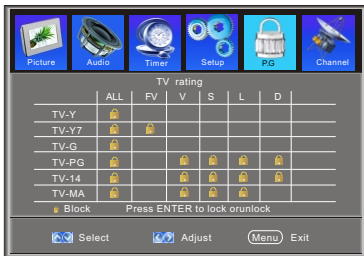 Picture Audio Timer Setup P.G Channel
TV rating
ALL FV V S L D
TV-Y
TV-Y7
TV-G
TV-PG
TV-14
TV-MA
Block Press ENTER to lock orunlock
Select Adjust Menu Exit